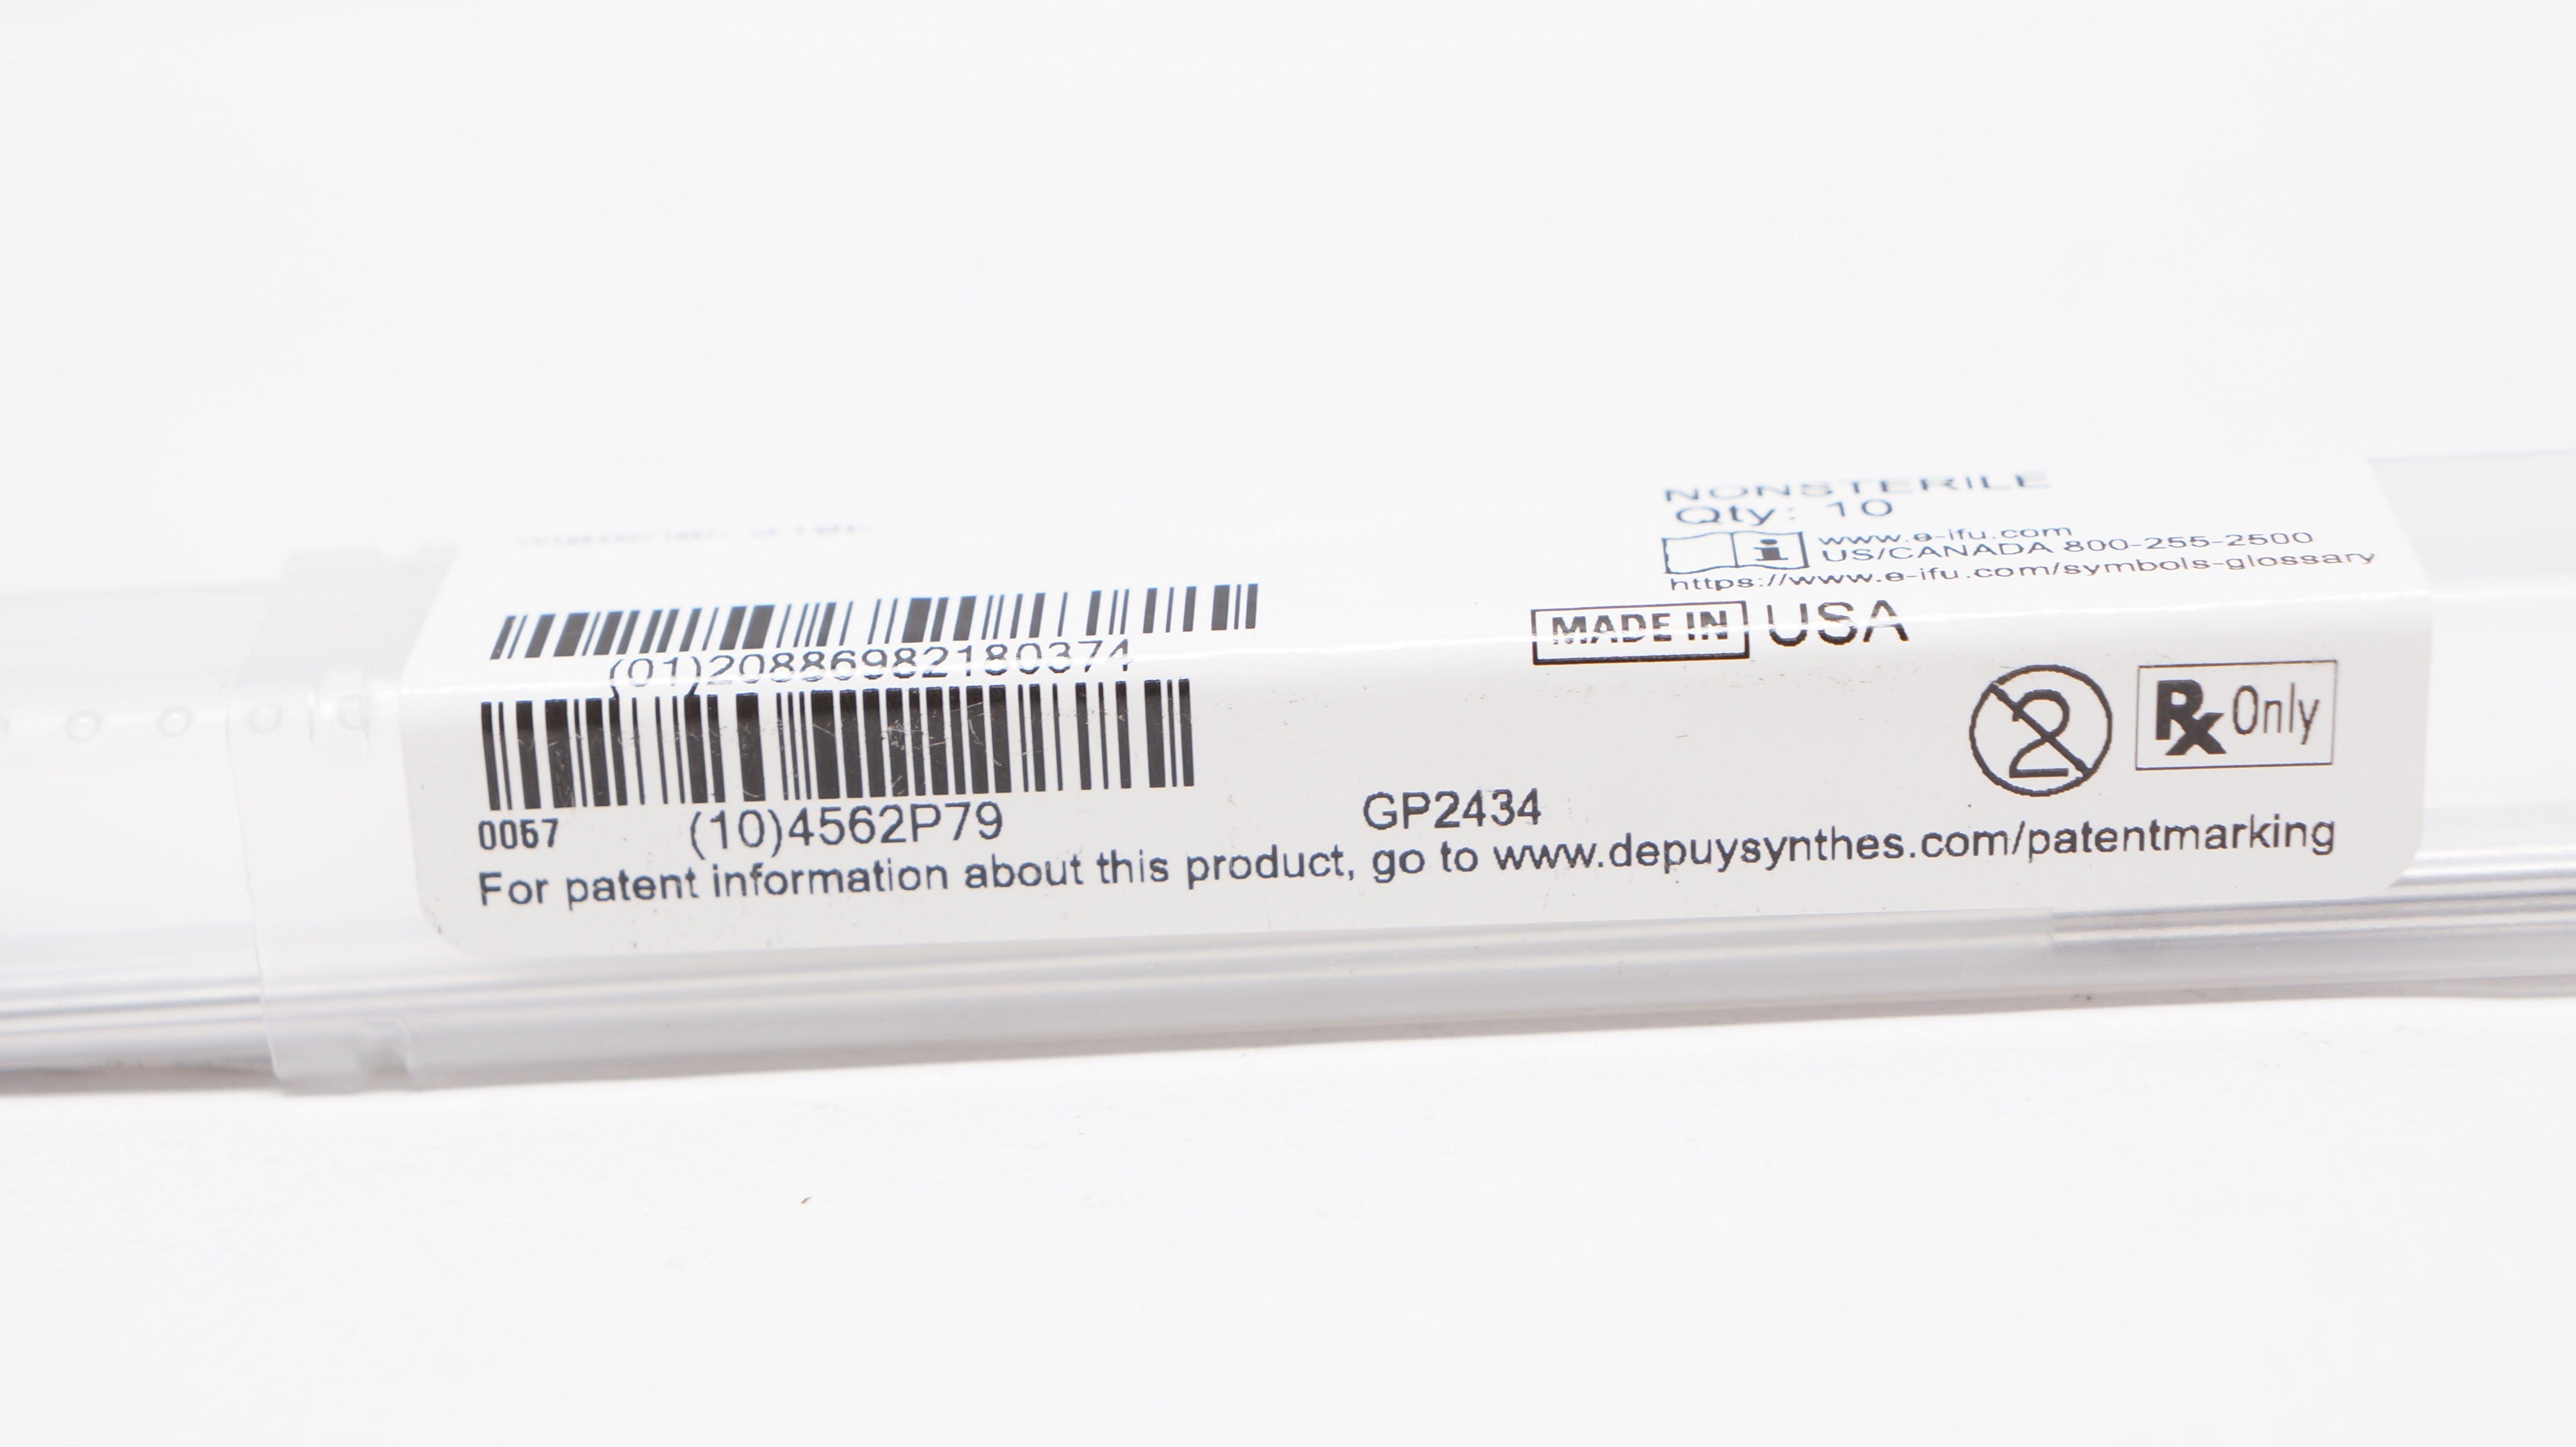 NONSTERILE
Qty: 10
www.e-ifu.com
US/CANADA 800-255-2500
https://www.e-ifu.com/symbols-glossary
(01)20886982180374
MADE IN USA
2
Rx Only
0057 (10)4562P79 GP2434
For patent information about this product, go to www.depuysynthes.com/patentmarking